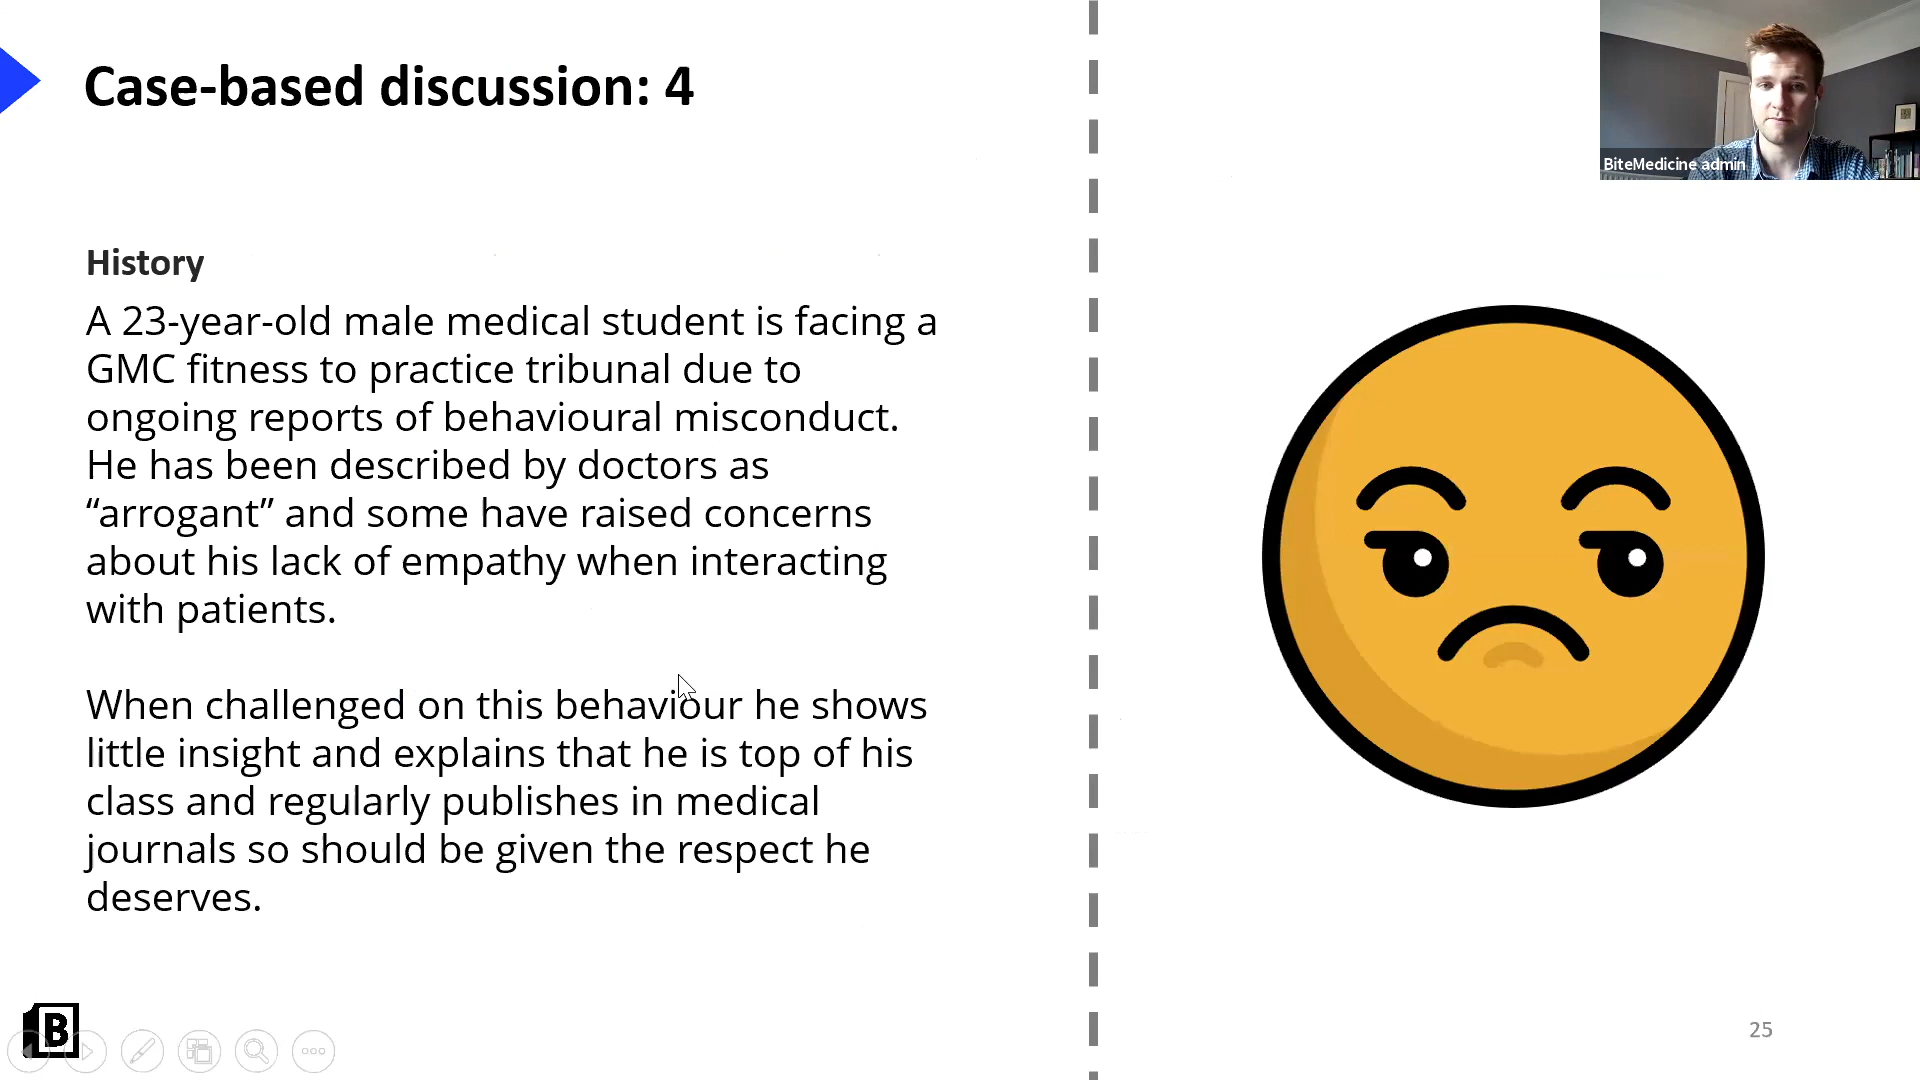 Case-based discussion: 4
BiteMedicine admin
History
A 23-year-old male medical student is facing a
GMC fitness to practice tribunal due to
ongoing reports of behavioural misconduct.
He has been described by doctors as
“arrogant” and some have raised concerns
about his lack of empathy when interacting
with patients.
When challenged on this behaviour he shows
little insight and explains that he is top of his
class and regularly publishes in medical
journals so should be given the respect he
deserves.
B
25